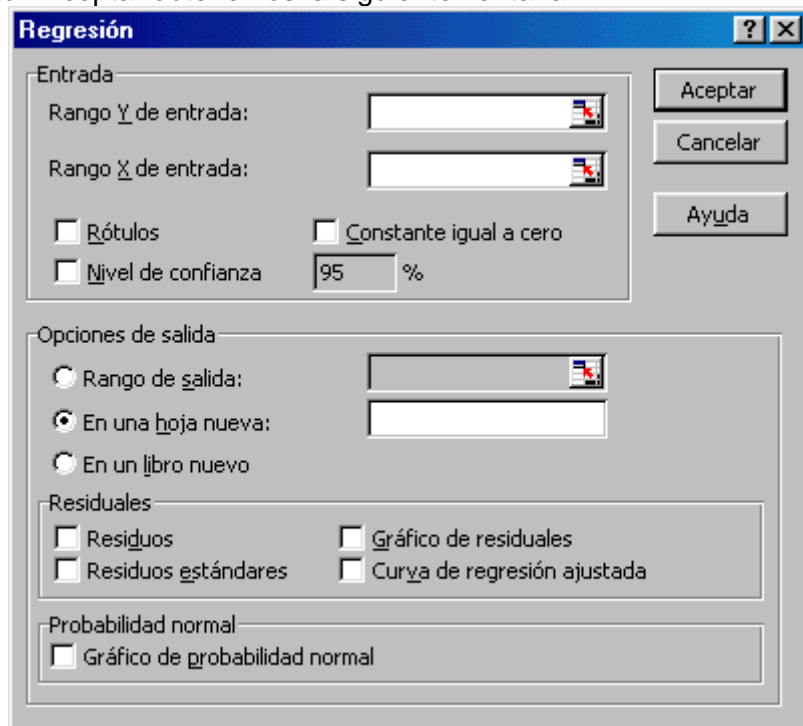 Regresión
Entrada
Rango Y de entrada:
Aceptar
Rango X de entrada:
Cancelar
Rótulos
Constante igual a cero
Ayuda
Nivel de confianza
95
%
Opciones de salida
Rango de salida:
En una hoja nueva:
En un libro nuevo
Residuales
Residuos
Gráfico de residuales
Residuos estándares
Curva de regresión ajustada
Probabilidad normal
Gráfico de probabilidad normal